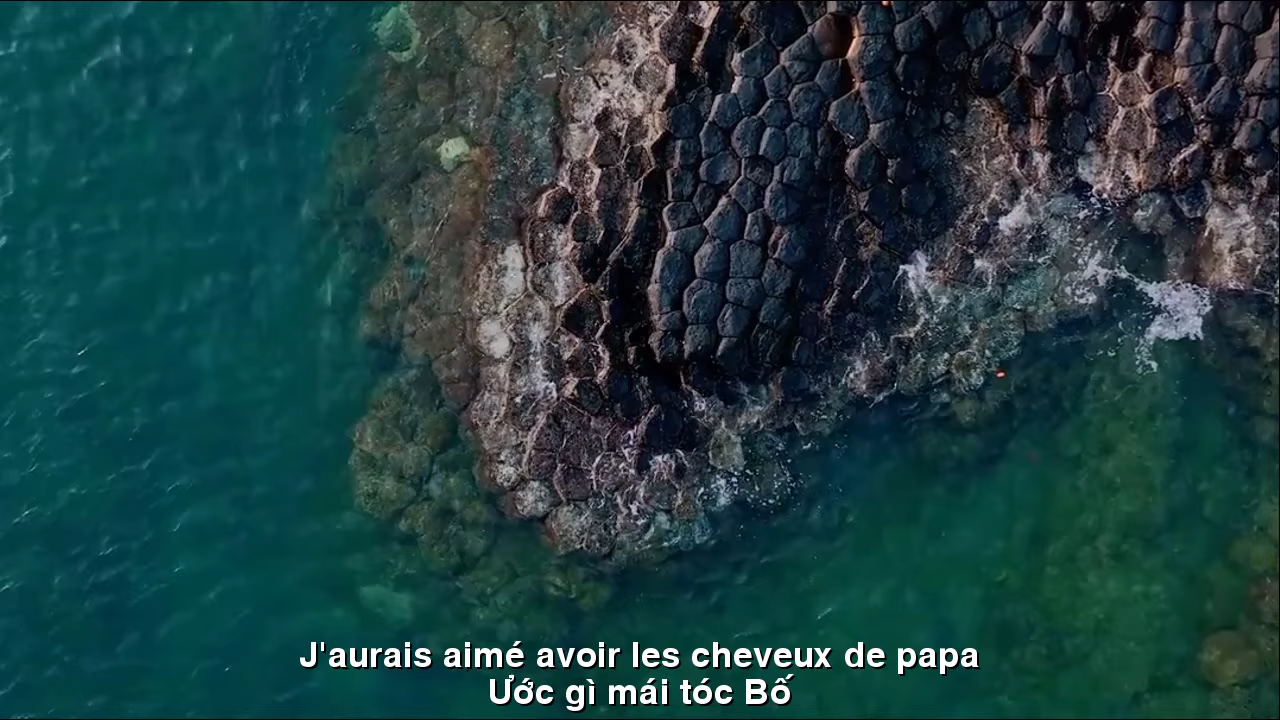 J'aurais aimé avoir les cheveux de papa
Ước gì mái tóc Bố